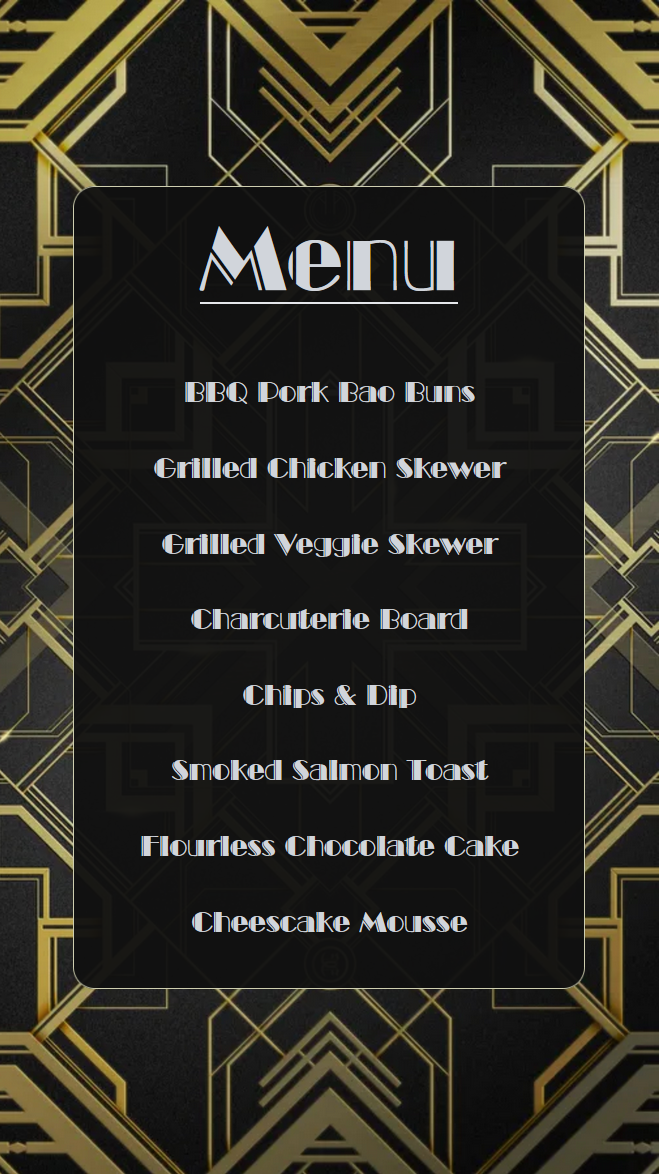 Menu
BBQ Pork Bao Buns
Grilled Chicken Skewer
Grilled Veggie Skewer
Charcuterie Board
Chips & Dip
Smoked Salmon Toast
Flourless Chocolate Cake
Cheescake Mousse